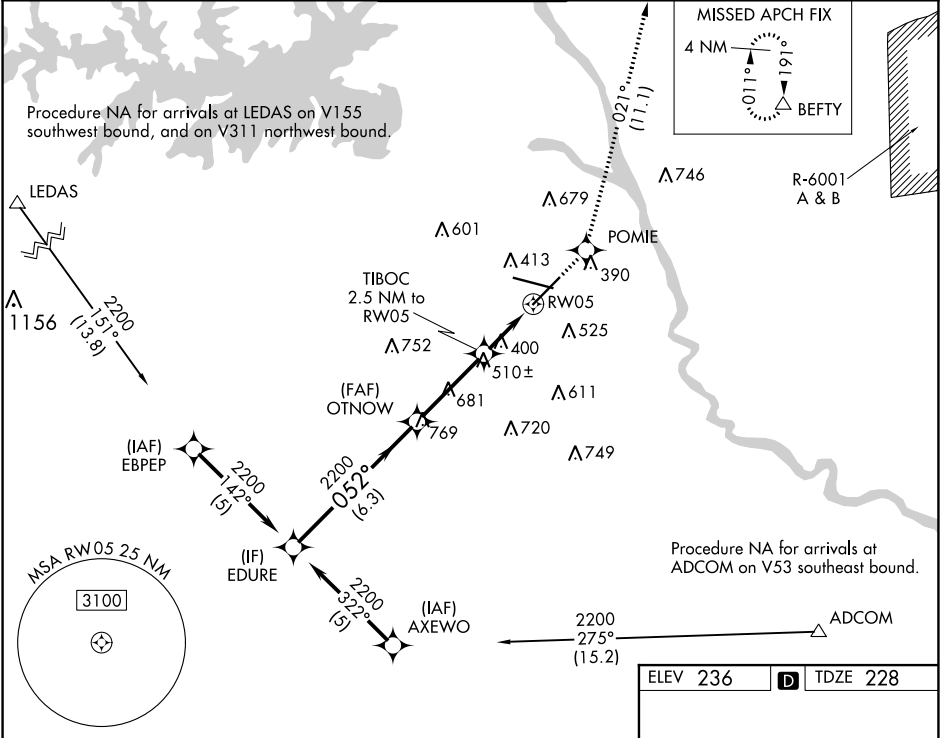 MISSED APCH FIX
4 NM
011°
191°
BEFTY
Procedure NA for arrivals at LEDAS on V155
southwest bound, and on V311 northwest bound.
021°
(11.1)
R-6001
A & B
LEDAS
746
679
601
POMIE
413
390
TIBOC
2.5 NM to
RW05
RW05
1156
2200
151°
(13.8)
525
752
400
510±
(FAF)
OTNOW
681
611
769
720
749
(IAF)
EBPEP
2200
142°
(5)
2200
052°
(6.3)
(IF)
EDURE
Procedure NA for arrivals at
ADCOM on V53 southeast bound.
MSA RW05 25 NM
3100
2200
322°
(5)
(IAF)
AXEWO
2200
275°
(15.2)
ADCOM
ELEV 236
D
TDZE 228